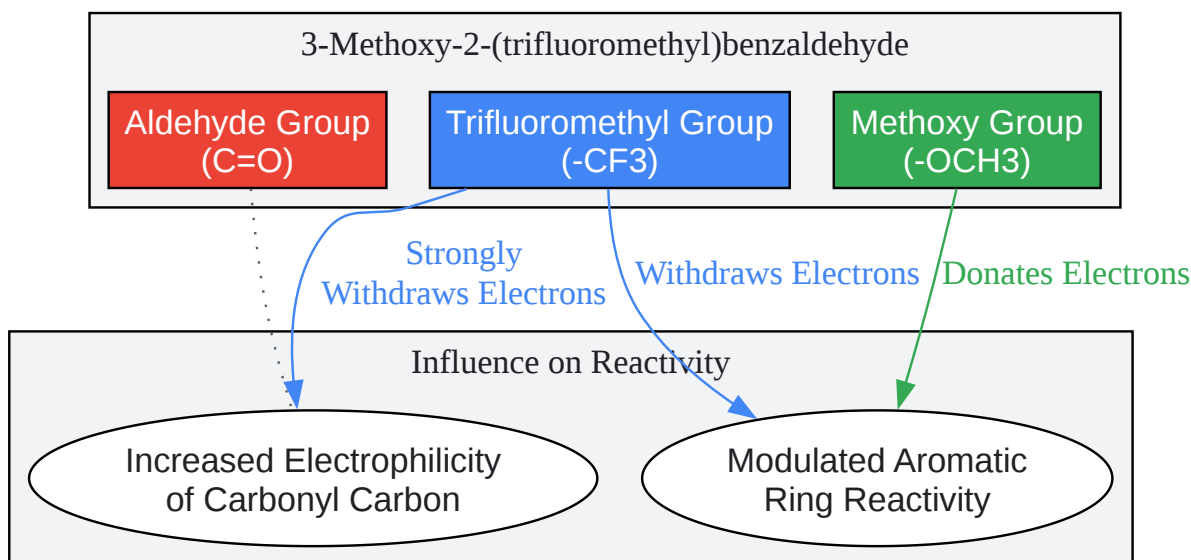 3-Methoxy-2-(trifluoromethyl)benzaldehyde
Aldehyde Group
(C=O)
Trifluoromethyl Group
(-CF3)
Methoxy Group
(-OCH3)
Strongly
Withdraws Electrons
Withdraws Electrons
Donates Electrons
Influence on Reactivity
Increased Electrophilicity
of Carbonyl Carbon
Modulated Aromatic
Ring Reactivity